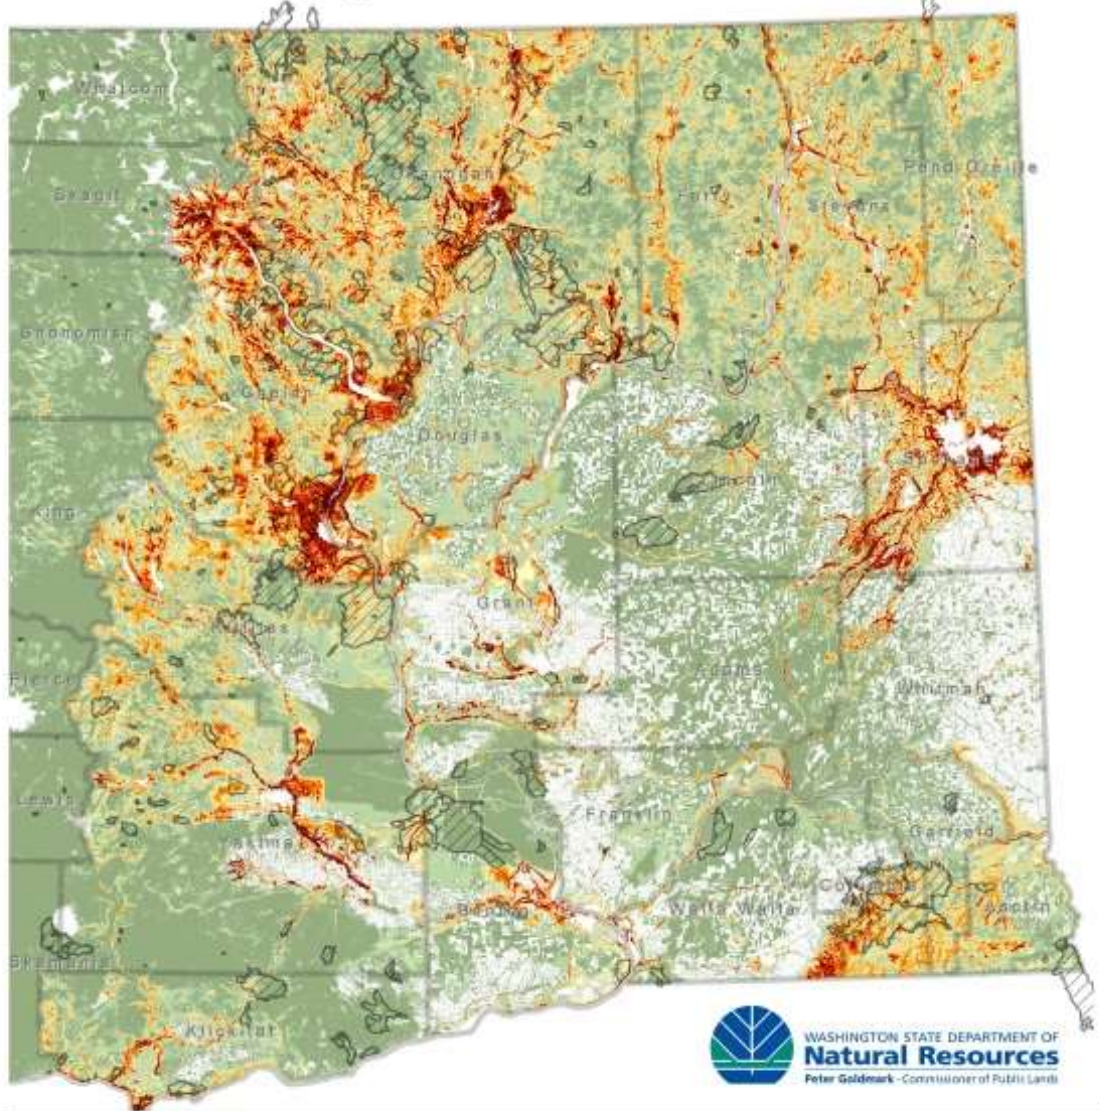 Whatcom
Skagit
Okanogan
Ferry
Stevens
Pend Oreille
Snohomish
Chelan
Douglas
Lincoln
King
Grant
Kittitas
Adams
Whitman
Pierce
Lewis
Yakima
Franklin
Garfield
Columbia
Benton
Walla Walla
Asotin
Skamania
Klickitat
WASHINGTON STATE DEPARTMENT OF
Natural Resources
Peter Goldmark - Commissioner of Public Lands